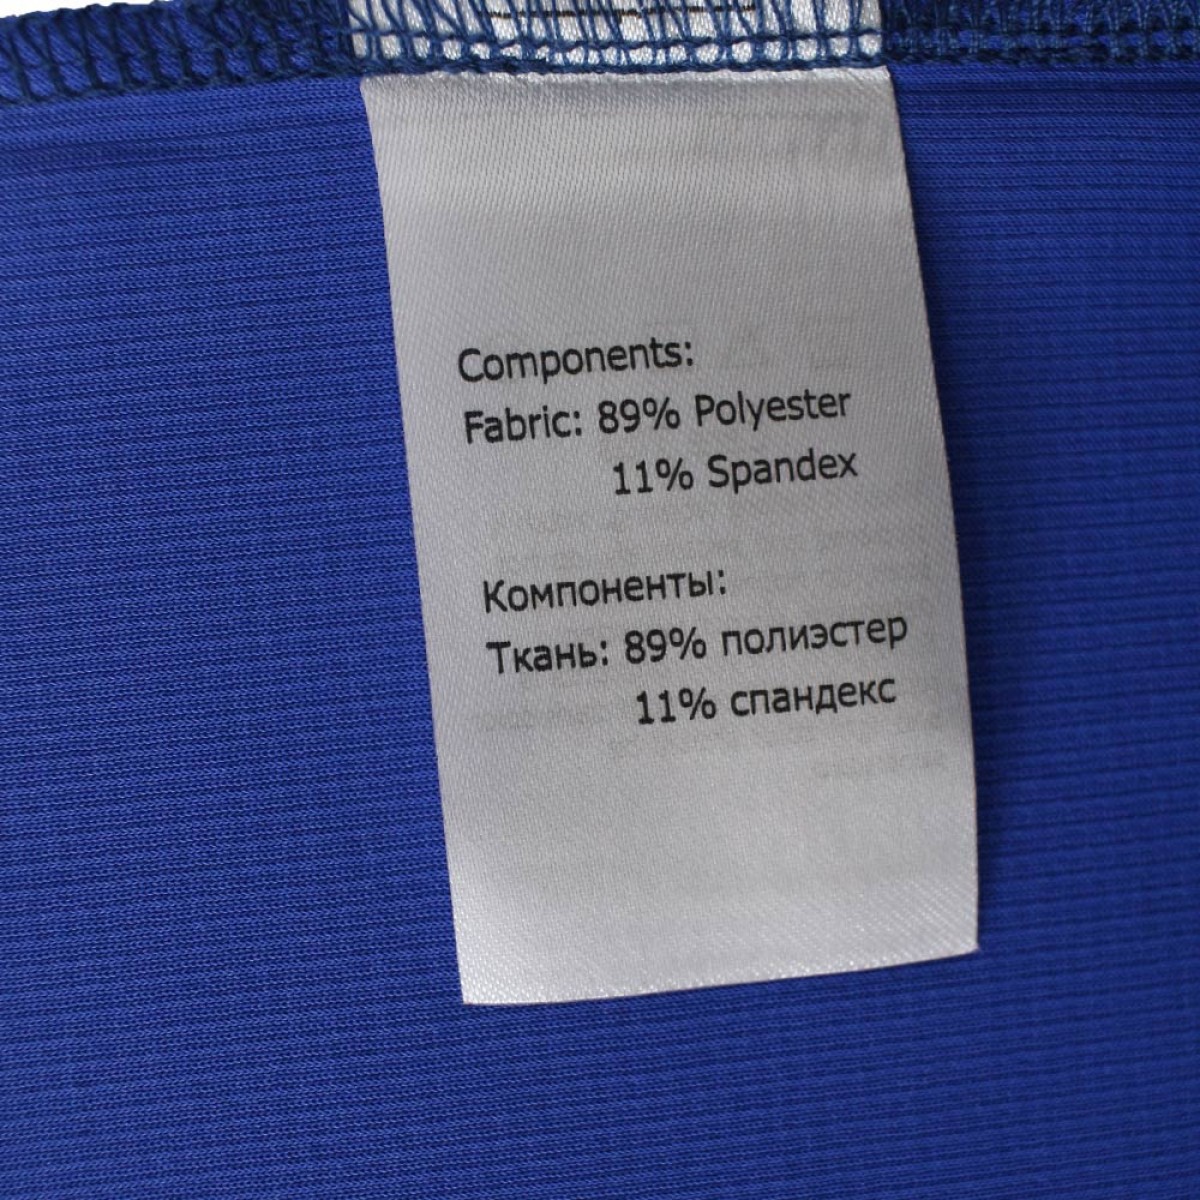 Components:
Fabric: 89% Polyester
11% Spandex
Компоненты:
Ткань: 89% полиэстер
11% спандекс